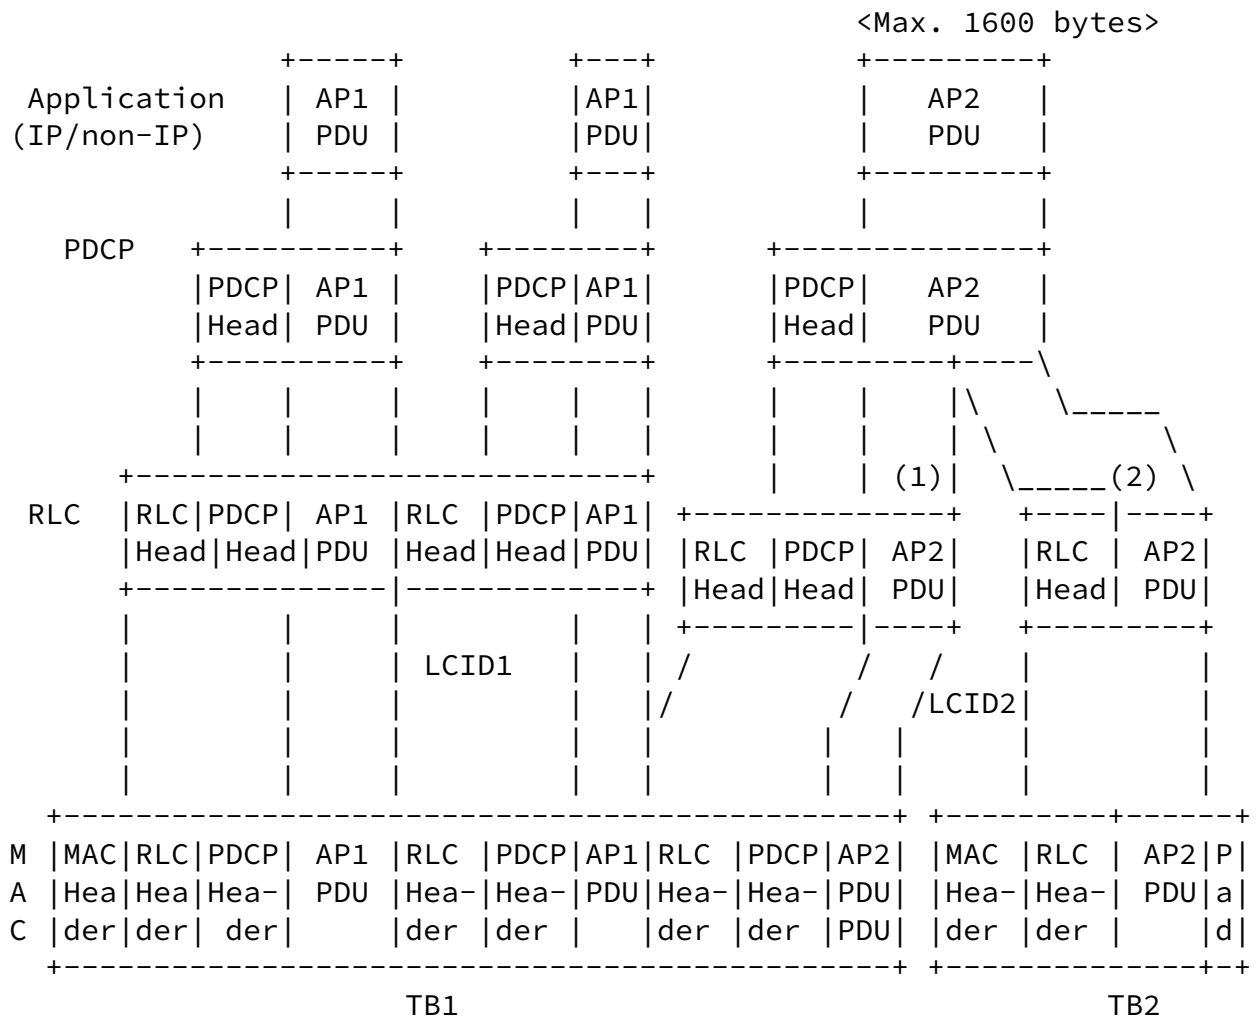 <Max. 1600 bytes>
+-----+ +---+ +---------+
Application | AP1 | |AP1| | AP2 |
(IP/non-IP) | PDU | |PDU| | PDU |
+-----+ +---+ +---------+
| | | | | |
PDCP +----------+ +--------+ +--------------+
|PDCP| AP1 | |PDCP|AP1| |PDCP| AP2 |
|Head| PDU | |Head|PDU| |Head| PDU |
+----------+ +--------+ +---------+----\
| | | | | | | | |\ \_____
| | | | | | | | | \ \
+----------------------------+ | | (1)| \_____(2) \
RLC |RLC|PDCP| AP1 |RLC |PDCP|AP1| +--------------+ +----|----+
|Head|Head|PDU |Head|Head|PDU| |RLC |PDCP| AP2| |RLC | AP2|
+--------------|-------------+ |Head|Head| PDU| |Head| PDU|
| | | | | +---------|----+ +---------+
| | | LCID1 | | / / / | |
| | | | |/ / /LCID2| |
| | | | | | | | |
| | | | | | | | |
+----------------------------------------------+ +---------+------+
M |MAC|RLC|PDCP| AP1 |RLC |PDCP|AP1|RLC |PDCP|AP2| |MAC |RLC | AP2|P|
A |Hea|Hea|Hea-| PDU |Hea-|Hea-|PDU|Hea-|Hea-|PDU| |Hea-|Hea-| PDU|a|
C |der|der| der| |der |der | |der |der |PDU| |der |der | |d|
+----------------------------------------------+ +--------------+-+
TB1 TB2